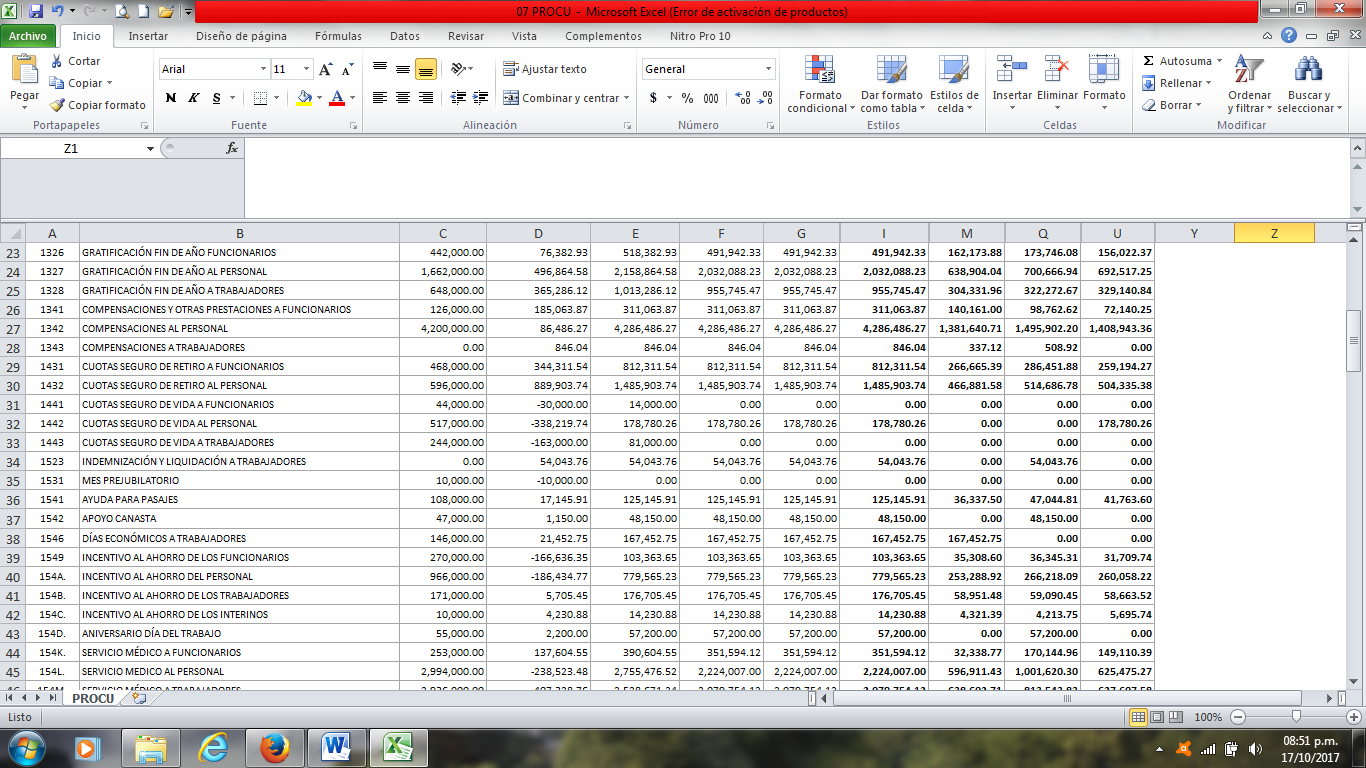 07 PROCU - Microsoft Excel (Error de activación de productos)
Archivo Inicio Insertar Diseño de página Fórmulas Datos Revisar Vista Complementos Nitro Pro 10
Pegar Cortar Copiar Copiar formato Portapapeles
Arial 11 N K S Fuente
Ajustar texto Combinar y centrar Alineación
General $ % 000 Número
Formato condicional Dar formato como tabla Estilos de celda Estilos
Insertar Eliminar Formato Celdas
Σ Autosuma Rellenar Borrar Ordenar y filtrar Buscar y seleccionar Modificar
Z1 fx
A B C D E F G I M Q U Y Z
23 1326 GRATIFICACIÓN FIN DE AÑO FUNCIONARIOS 442,000.00 76,382.93 518,382.93 491,942.33 491,942.33 491,942.33 162,173.88 173,746.08 156,022.37
24 1327 GRATIFICACIÓN FIN DE AÑO AL PERSONAL 1,662,000.00 496,864.58 2,158,864.58 2,032,088.23 2,032,088.23 2,032,088.23 638,904.04 700,666.94 692,517.25
25 1328 GRATIFICACIÓN FIN DE AÑO A TRABAJADORES 648,000.00 365,286.12 1,013,286.12 955,745.47 955,745.47 955,745.47 304,331.96 322,272.67 329,140.84
26 1341 COMPENSACIONES Y OTRAS PRESTACIONES A FUNCIONARIOS 126,000.00 185,063.87 311,063.87 311,063.87 311,063.87 311,063.87 140,161.00 98,762.62 72,140.25
27 1342 COMPENSACIONES AL PERSONAL 4,200,000.00 86,486.27 4,286,486.27 4,286,486.27 4,286,486.27 4,286,486.27 1,381,640.71 1,495,902.20 1,408,943.36
28 1343 COMPENSACIONES A TRABAJADORES 0.00 846.04 846.04 846.04 846.04 846.04 337.12 508.92 0.00
29 1431 CUOTAS SEGURO DE RETIRO A FUNCIONARIOS 468,000.00 344,311.54 812,311.54 812,311.54 812,311.54 812,311.54 266,665.39 286,451.88 259,194.27
30 1432 CUOTAS SEGURO DE RETIRO AL PERSONAL 596,000.00 889,903.74 1,485,903.74 1,485,903.74 1,485,903.74 1,485,903.74 466,881.58 514,686.78 504,335.38
31 1441 CUOTAS SEGURO DE VIDA A FUNCIONARIOS 44,000.00 -30,000.00 14,000.00 0.00 0.00 0.00 0.00 0.00 0.00
32 1442 CUOTAS SEGURO DE VIDA AL PERSONAL 517,000.00 -338,219.74 178,780.26 178,780.26 178,780.26 178,780.26 0.00 0.00 178,780.26
33 1443 CUOTAS SEGURO DE VIDA A TRABAJADORES 244,000.00 -163,000.00 81,000.00 0.00 0.00 0.00 0.00 0.00 0.00
34 1523 INDEMNIZACIÓN Y LIQUIDACIÓN A TRABAJADORES 0.00 54,043.76 54,043.76 54,043.76 54,043.76 54,043.76 0.00 54,043.76 0.00
35 1531 MES PREJUBILATORIO 10,000.00 -10,000.00 0.00 0.00 0.00 0.00 0.00 0.00 0.00
36 1541 AYUDA PARA PASAJES 108,000.00 17,145.91 125,145.91 125,145.91 125,145.91 125,145.91 36,337.50 47,044.81 41,763.60
37 1542 APOYO CANASTA 47,000.00 1,150.00 48,150.00 48,150.00 48,150.00 48,150.00 0.00 48,150.00 0.00
38 1546 DÍAS ECONÓMICOS A TRABAJADORES 146,000.00 21,452.75 167,452.75 167,452.75 167,452.75 167,452.75 167,452.75 0.00 0.00
39 1549 INCENTIVO AL AHORRO DE LOS FUNCIONARIOS 270,000.00 -166,636.35 103,363.65 103,363.65 103,363.65 103,363.65 35,308.60 36,345.31 31,709.74
40 154A. INCENTIVO AL AHORRO DEL PERSONAL 966,000.00 -186,434.77 779,565.23 779,565.23 779,565.23 779,565.23 253,288.92 266,218.09 260,058.22
41 154B. INCENTIVO AL AHORRO DE LOS TRABAJADORES 171,000.00 5,705.45 176,705.45 176,705.45 176,705.45 176,705.45 58,951.48 59,090.45 58,663.52
42 154C. INCENTIVO AL AHORRO DE LOS INTERINOS 10,000.00 4,230.88 14,230.88 14,230.88 14,230.88 14,230.88 4,321.39 4,213.75 5,695.74
43 154D. ANIVERSARIO DÍA DEL TRABAJO 55,000.00 2,200.00 57,200.00 57,200.00 57,200.00 57,200.00 0.00 57,200.00 0.00
44 154K. SERVICIO MÉDICO A FUNCIONARIOS 253,000.00 137,604.55 390,604.55 351,594.12 351,594.12 351,594.12 32,338.77 170,144.96 149,110.39
45 154L. SERVICIO MEDICO AL PERSONAL 2,994,000.00 -238,523.48 2,755,476.52 2,224,007.00 2,224,007.00 2,224,007.00 596,911.43 1,001,620.30 625,475.27
PROCU
Listo 100%
08:51 p.m.
17/10/2017